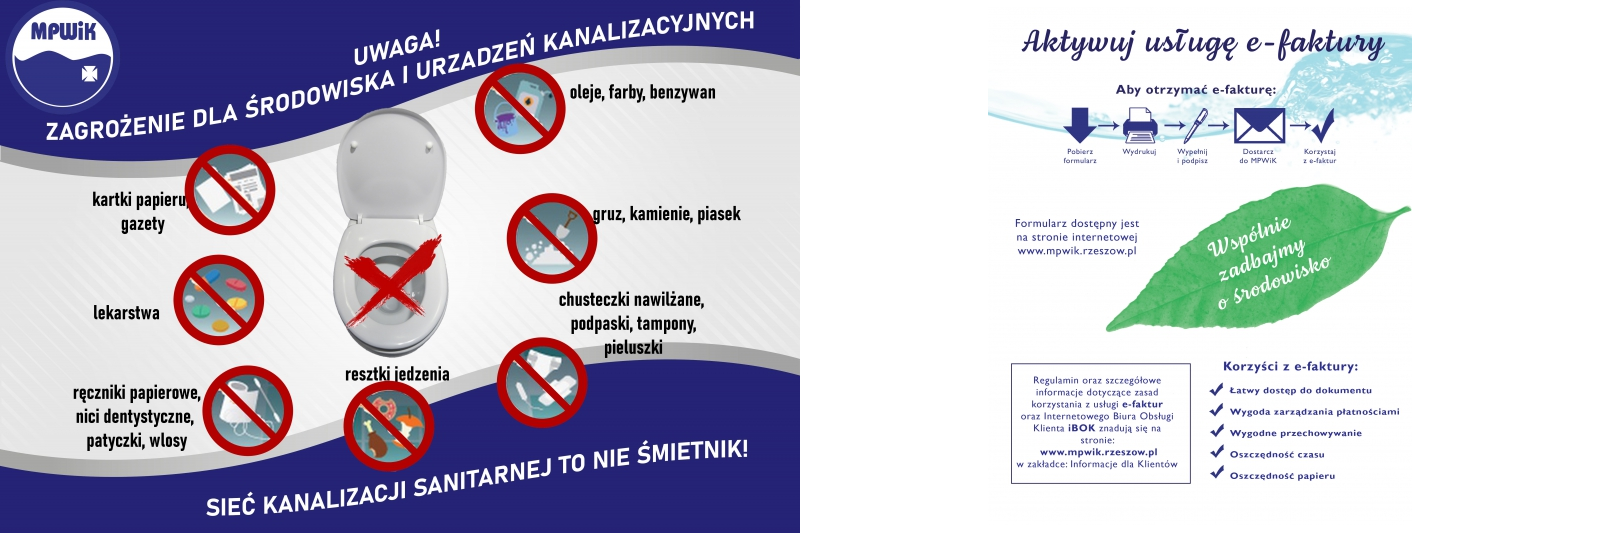 MPWiK
UWAGA!
ZAGROŻENIE DLA ŚRODOWISKA I URZADZEŃ KANALIZACYJNYCH
oleje, farby, benzywan
kartki papieru,
gazety
gruz, kamienie, piasek
lekarstwa
chusteczki nawilżane,
podpaski, tampony,
pieluszki
ręczniki papierowe,
nici dentystyczne,
patyczki, wlosy
resztki jedzenia
SIEĆ KANALIZACJI SANITARNEJ TO NIE ŚMIETNIK!
Aktywuj usługę e-faktury
Aby otrzymać e-fakturę:
Pobierz
formularz
Wydrukuj
Wypełnij
i podpisz
Dostarcz
do MPWiK
Korzystaj
z e-faktur
Formularz dostępny jest
na stronie internetowej
www.mpwik.rzeszow.pl
Wspólnie
zadbajmy
o środowisko
Regulamin oraz szczegółowe
informacje dotyczące zasad
korzystania z usługi e-faktur
oraz Internetowego Biura Obsługi
Klienta iBOK znadują się na
stronie:
www.mpwik.rzeszow.pl
w zakładce: Informacje dla Klientów
Korzyści z e-faktury:
Łatwy dostęp do dokumentu
Wygoda zarządzania płatnościami
Wygodne przechowywanie
Oszczędność czasu
Oszczędność papieru